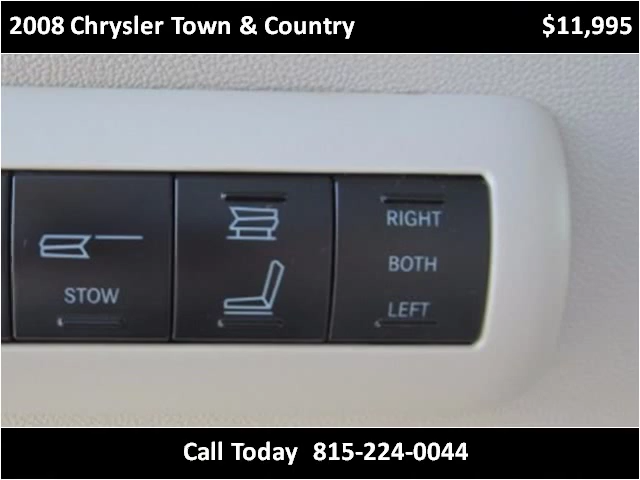 2008 Chrysler Town & Country $11,995
STOW
RIGHT
BOTH
LEFT
Call Today 815-224-0044